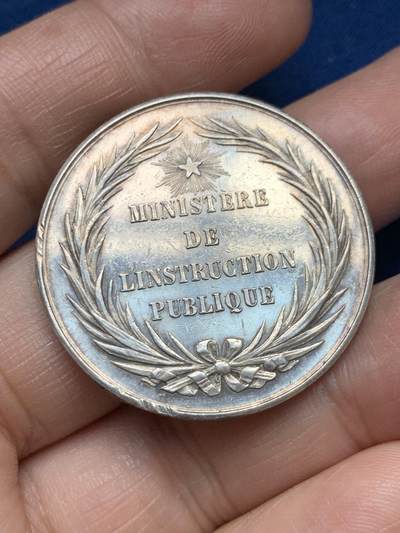 MINISTERE
DE
L'INSTRUCTION
PUBLIQUE